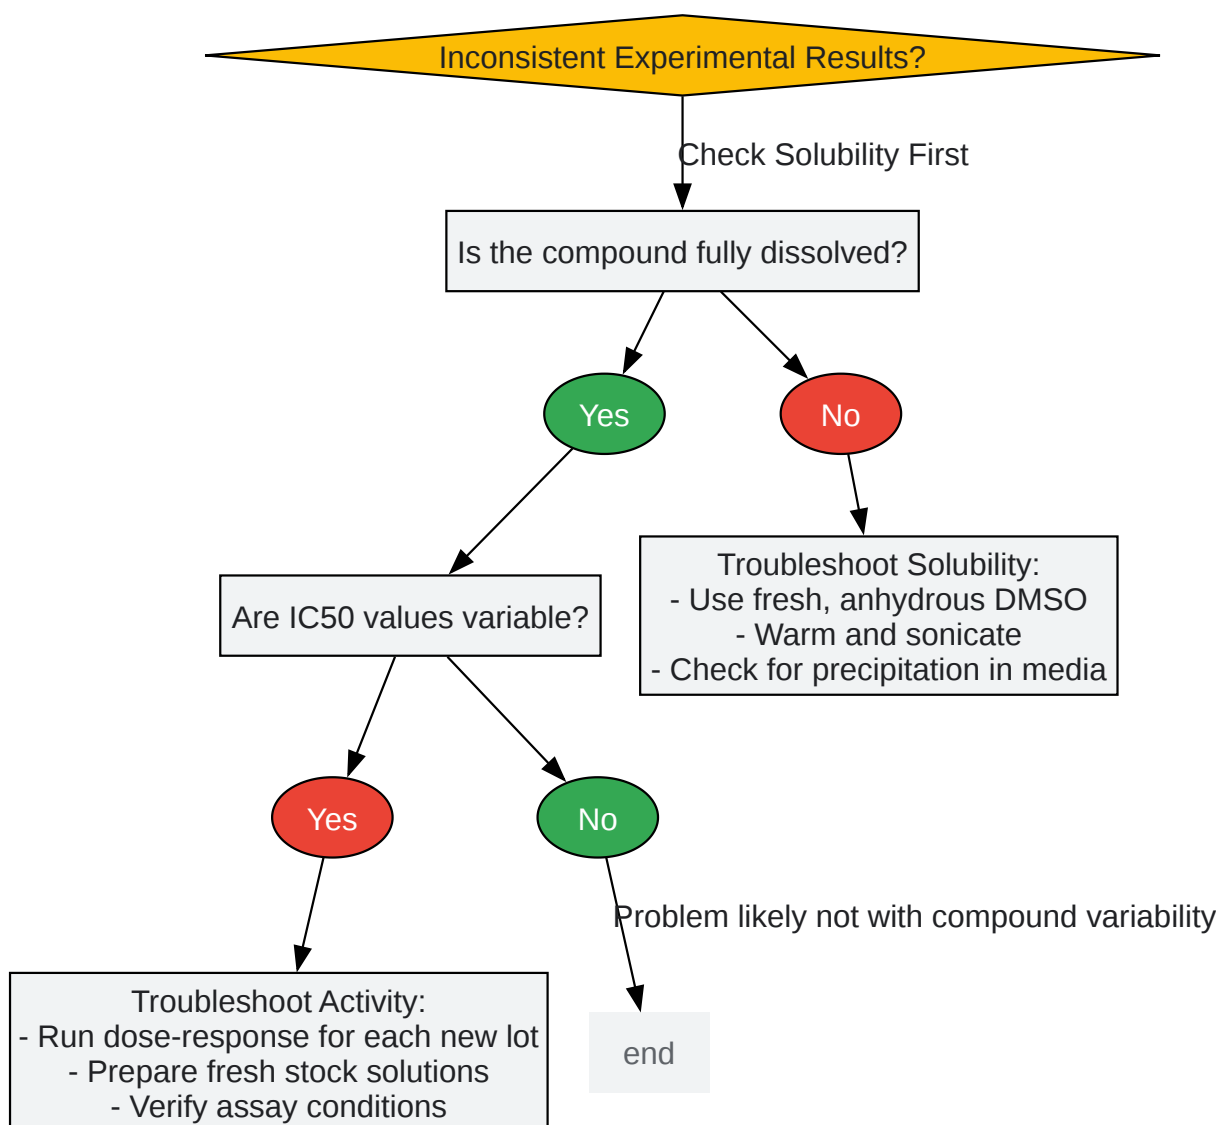 Inconsistent Experimental Results?
Check Solubility First
Is the compound fully dissolved?
Yes
No
Troubleshoot Solubility:
- Use fresh, anhydrous DMSO
- Warm and sonicate
- Check for precipitation in media
Are IC50 values variable?
Yes
No
Problem likely not with compound variability
Troubleshoot Activity:
- Run dose-response for each new lot
- Prepare fresh stock solutions
- Verify assay conditions
end